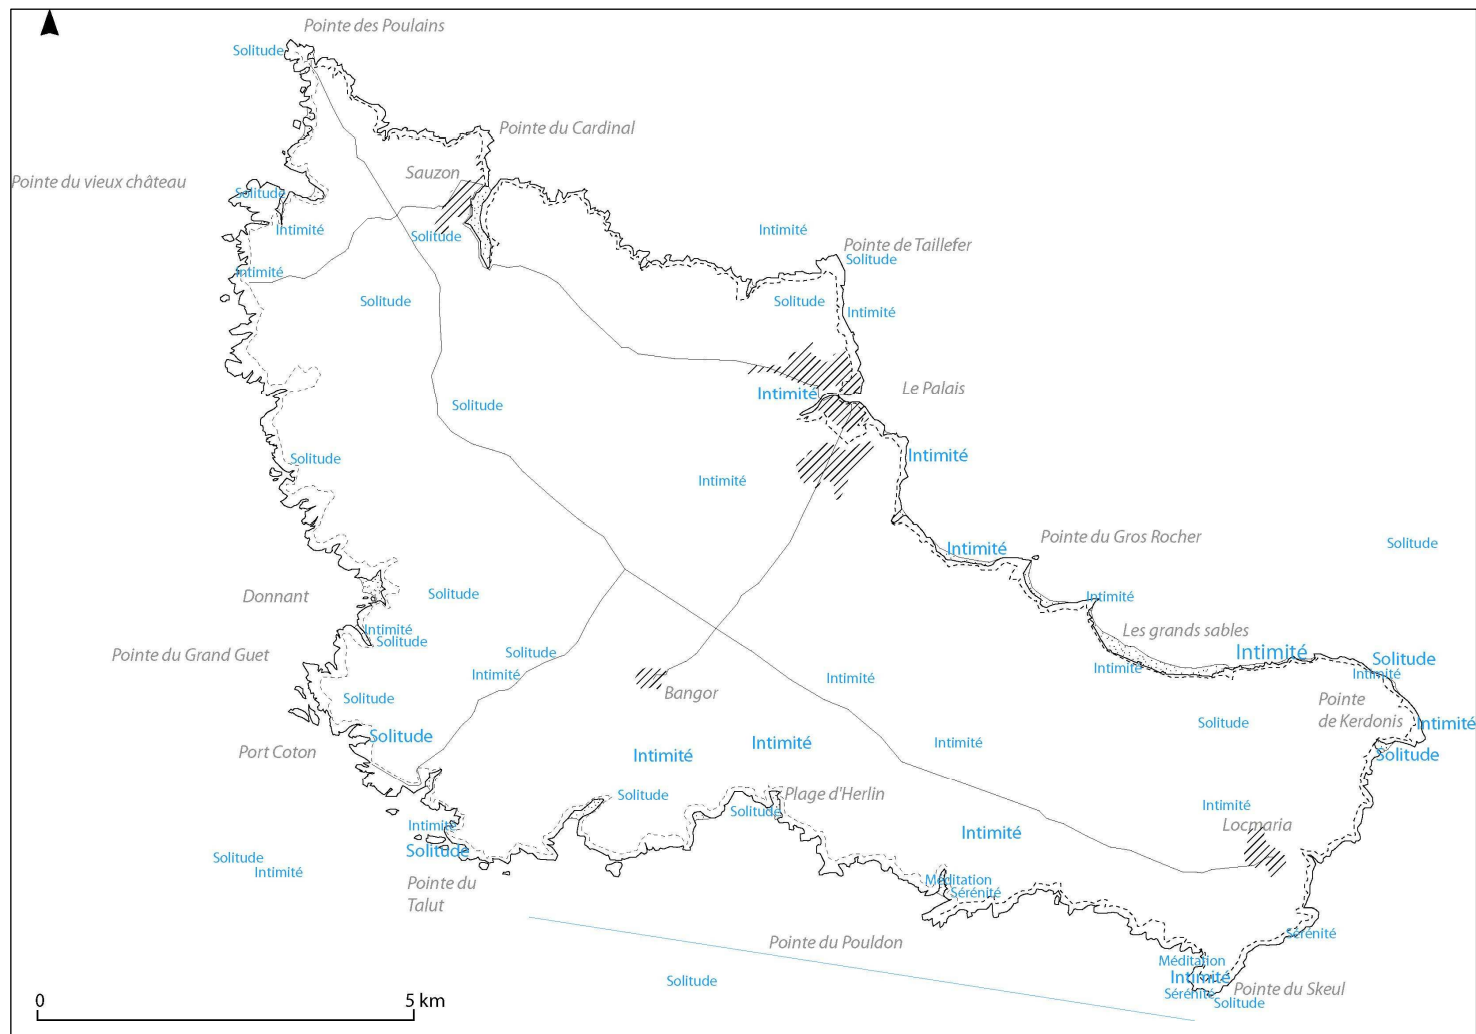 Pointe des Poulains
Solitude
Pointe du Cardinal
Sauzon
Pointe du vieux château
Solitude
Intimité
Solitude
Intimité
Pointe de Taillefer
Solitude
Intimité
Solitude
Solitude
Intimité
Intimité
Le Palais
Intimité
Solitude
Intimité
Solitude
Intimité
Pointe du Gros Rocher
Solitude
Intimité
Donnant
Solitude
Intimité
Intimité
Solitude
Les grands sables
Pointe du Grand Guet
Solitude
Intimité
Solitude
Intimité
Intimité
Intimité
Intimité
Bangor
Solitude
Pointe
de Kerdonis
Solitude
Intimité
Solitude
Port Coton
Intimité
Intimité
Intimité
Solitude
Solitude
Plage d'Herlin
Solitude
Intimité
Locmaria
Intimité
Intimité
Solitude
Solitude
Intimité
Pointe du
Talut
Méditation
Sérénité
Pointe du Pouldon
Sérénité
Méditation
Intimité
Solitude
Pointe du Skeul
Sérénité
Solitude
0
5 km